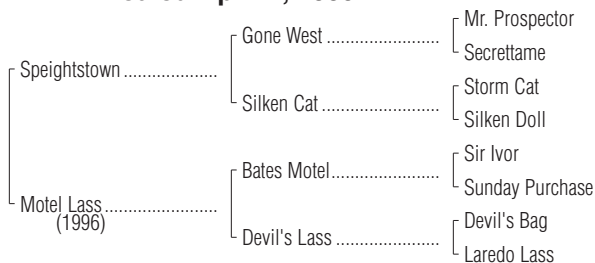 Speightstown
Motel Lass
(1996)
Gone West
Silken Cat
Bates Motel
Devil's Lass
Mr. Prospector
Secrettame
Storm Cat
Silken Doll
Sir Ivor
Sunday Purchase
Devil's Bag
Laredo Lass